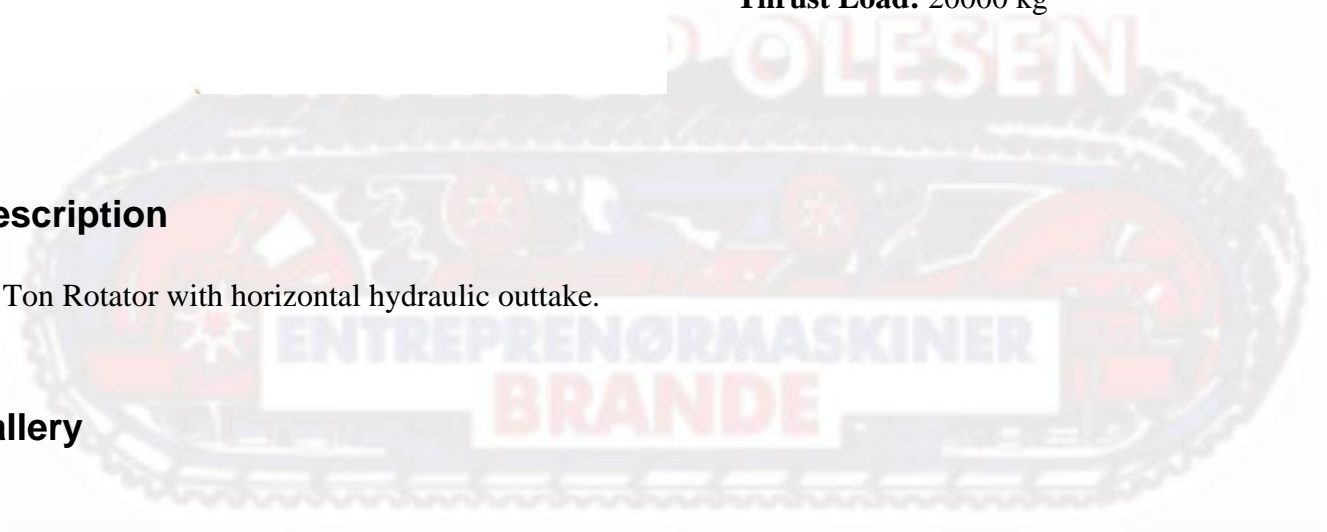 Thrust Load: 20000 kg
OLESEN
escription
Ton Rotator with horizontal hydraulic outtake.
ENTREPRENØRMASKINER
BRANDE
allery